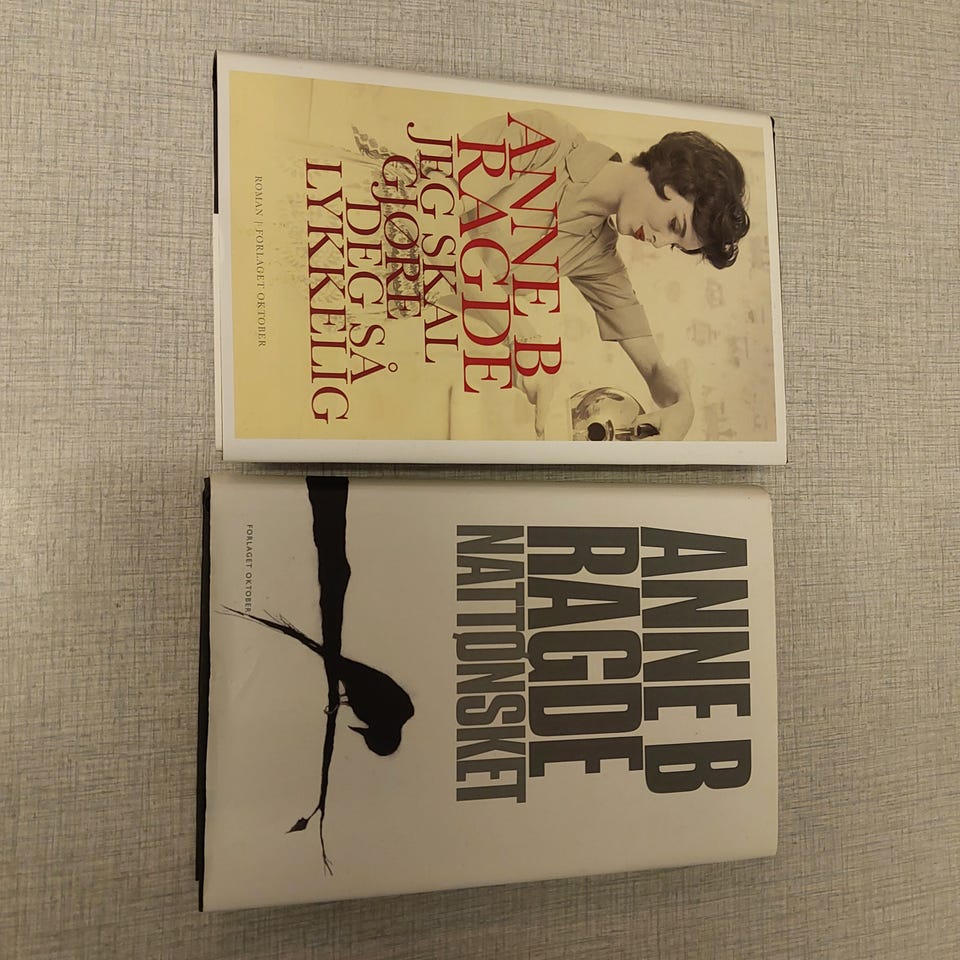 ANNE B
RAGDE
JEG SKAL
GJØRE
DEG SÅ
LYKKELIG
ROMAN | FORLAGET OKTOBER
ANNE B
RAGDE
NATTØNSKET
FORLAGET OKTOBER